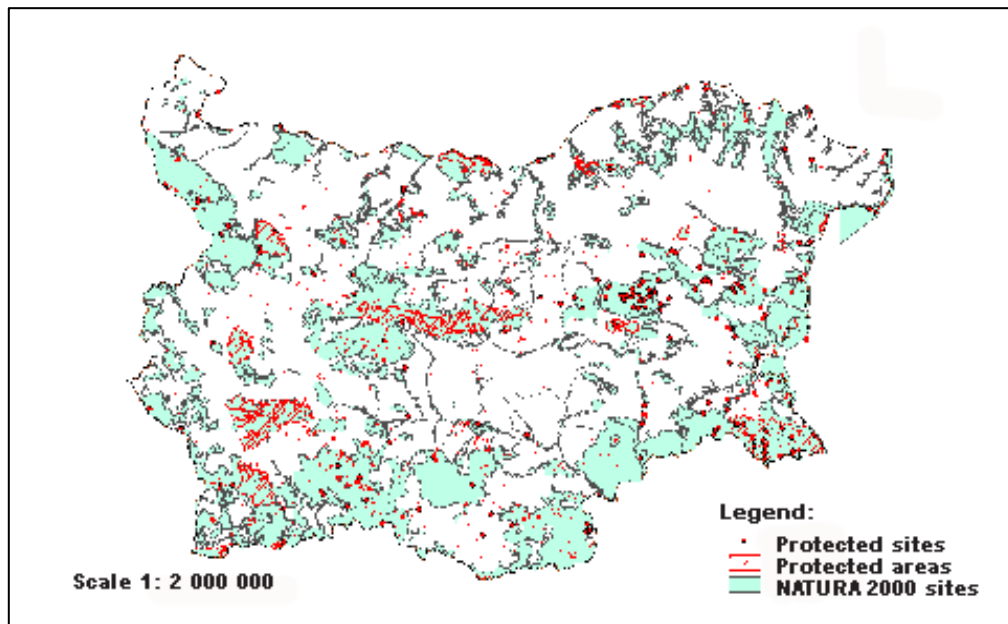 Legend:
Protected sites
Protected areas
NATURA 2000 sites
Scale 1: 2 000 000